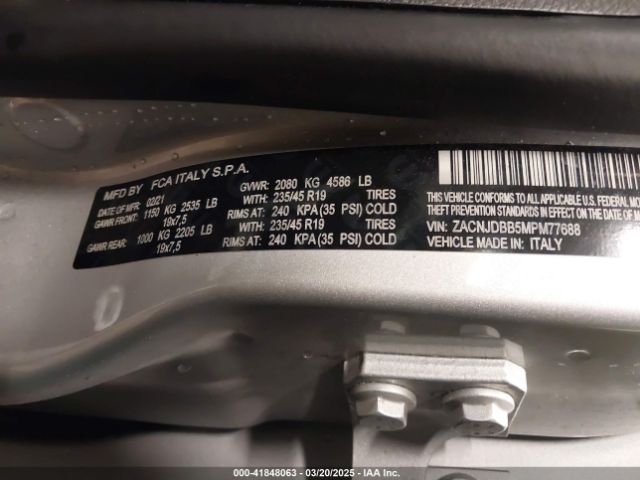 MFD BY FCA ITALY S.P.A.
DATE OF MFR: 0221 GVWR: 2080 KG 4586 LB
GAWR FRONT: 1150 KG 2535 LB WITH: 235/45 R19 TIRES
19x7,5 RIMS AT: 240 KPA(35 PSI) COLD
GAWR REAR: 1000 KG 2205 LB WITH: 235/45 R19 TIRES
19x7,5 RIMS AT: 240 KPA(35 PSI) COLD
THIS VEHICLE CONFORMS TO ALL APPLICABLE U.S. FEDERAL MO
THEFT PREVENTION STANDARDS IN EFFECT ON THE DATE OF
VIN: ZACNJDBB5MPM77688
VEHICLE MADE IN: ITALY
000-41848063 — 03/20/2025 — IAA Inc.